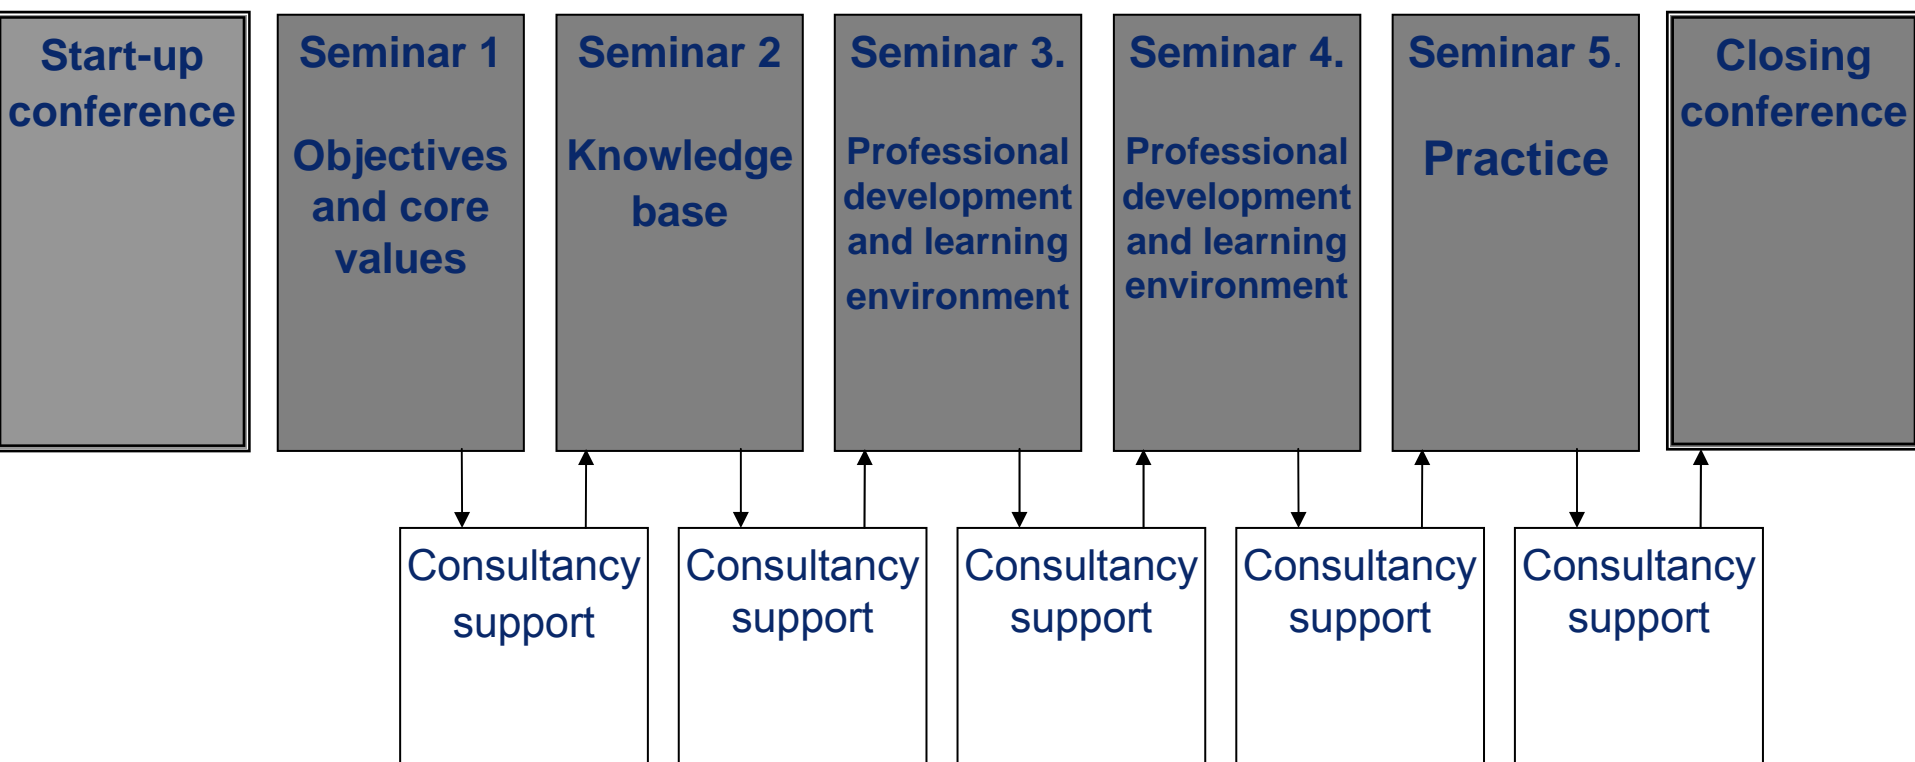 Start-up
conference
Seminar 1
Objectives
and core
values
Seminar 2
Knowledge
base
Seminar 3.
Professional
development
and learning
environment
Seminar 4.
Professional
development
and learning
environment
Seminar 5.
Practice
Closing
conference
Consultancy
support
Consultancy
support
Consultancy
support
Consultancy
support
Consultancy
support